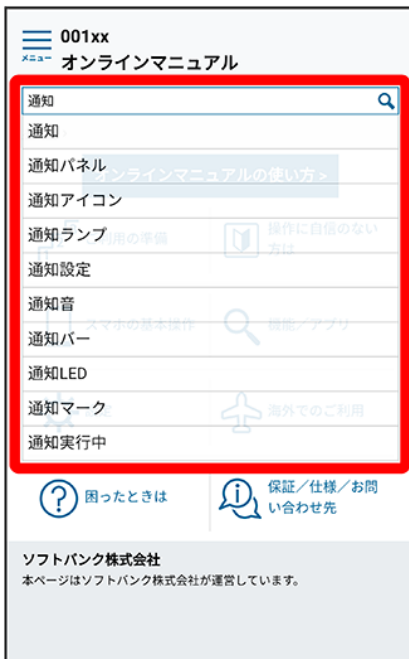 001xx
メニュー
オンラインマニュアル
通知
通知
通知パネル
オンラインマニュアルの使い方 >
通知アイコン
通知ランプ
用の準備
操作に自信のない
方は
通知設定
通知音
スマホの基本操作
機能／アプリ
通知バー
通知LED
通知マーク
海外でのご利用
通知実行中
困ったときは
保証／仕様／お問
い合わせ先
ソフトバンク株式会社
本ページはソフトバンク株式会社が運営しています。